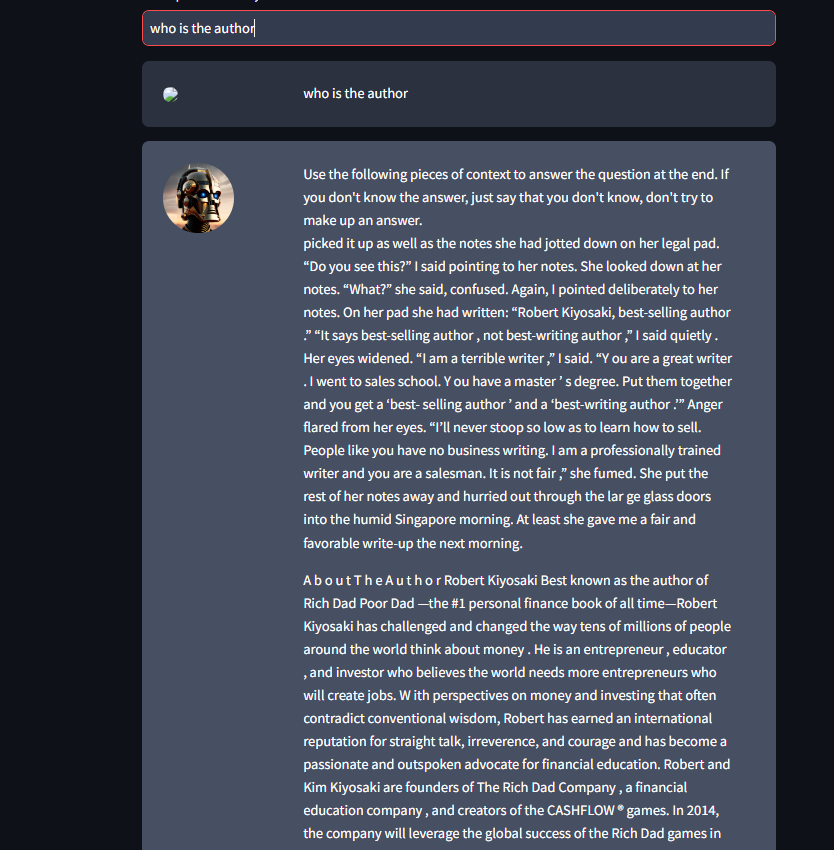 who is the author
who is the author
Use the following pieces of context to answer the question at the end. If
you don't know the answer, just say that you don't know, don't try to
make up an answer.
picked it up as well as the notes she had jotted down on her legal pad.
“Do you see this?” I said pointing to her notes. She looked down at her
notes. “What?” she said, confused. Again, I pointed deliberately to her
notes. On her pad she had written: “Robert Kiyosaki, best-selling author
.” “It says best-selling author , not best-writing author ,” I said quietly .
Her eyes widened. “I am a terrible writer ,” I said. “Y ou are a great writer
. I went to sales school. Y ou have a master ’ s degree. Put them together
and you get a ‘best- selling author ’ and a ‘best-writing author .’” Anger
flared from her eyes. “I’ll never stoop so low as to learn how to sell.
People like you have no business writing. I am a professionally trained
writer and you are a salesman. It is not fair ,” she fumed. She put the
rest of her notes away and hurried out through the lar ge glass doors
into the humid Singapore morning. At least she gave me a fair and
favorable write-up the next morning.
A b o u t T h e A u t h o r Robert Kiyosaki Best known as the author of
Rich Dad Poor Dad —the #1 personal finance book of all time—Robert
Kiyosaki has challenged and changed the way tens of millions of people
around the world think about money . He is an entrepreneur , educator
, and investor who believes the world needs more entrepreneurs who
will create jobs. W ith perspectives on money and investing that often
contradict conventional wisdom, Robert has earned an international
reputation for straight talk, irreverence, and courage and has become a
passionate and outspoken advocate for financial education. Robert and
Kim Kiyosaki are founders of The Rich Dad Company , a financial
education company , and creators of the CASHFLOW ® games. In 2014,
the company will leverage the global success of the Rich Dad games in